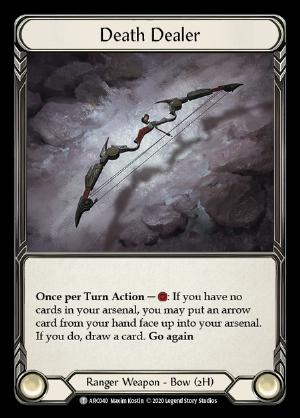 Death Dealer
Once per Turn Action — : If you have no
cards in your arsenal, you may put an arrow
card from your hand face up into your arsenal.
If you do, draw a card. Go again
Ranger Weapon - Bow (2H)
ARC040 Maxim Kostin © 2020 Legend Story Studios